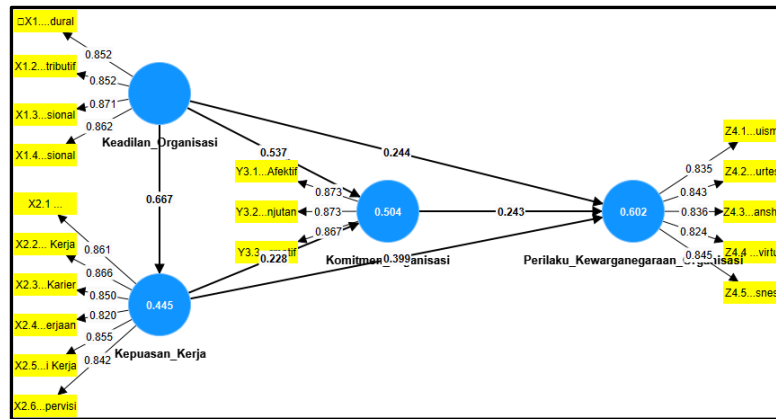 X1....dural
0.852
X1.2...tributif
0.852
X1.3...sional
0.871
X1.4...sional
0.862
Keadilan_Organisasi
0.537
0.244
0.667
Y3.1...Afektif
0.873
Y3.2...njutan
0.873
0.867
0.504
Komitmen_Organisasi
0.243
0.228
0.399
X2.1 ...
0.861
X2.2... Kerja
0.866
X2.3...Karier
0.850
X2.4...erjaan
0.820
X2.5...i Kerja
0.855
X2.6...pervisi
0.842
0.445
Kepuasan_Kerja
0.602
Perilaku_Kewarganegaraan_Organisasi
Z4.1...uism
0.835
Z4.2...urtes
0.843
Z4.3...ansh
0.836
Z4.4 ...virtu
0.824
Z4.5...snes
0.845